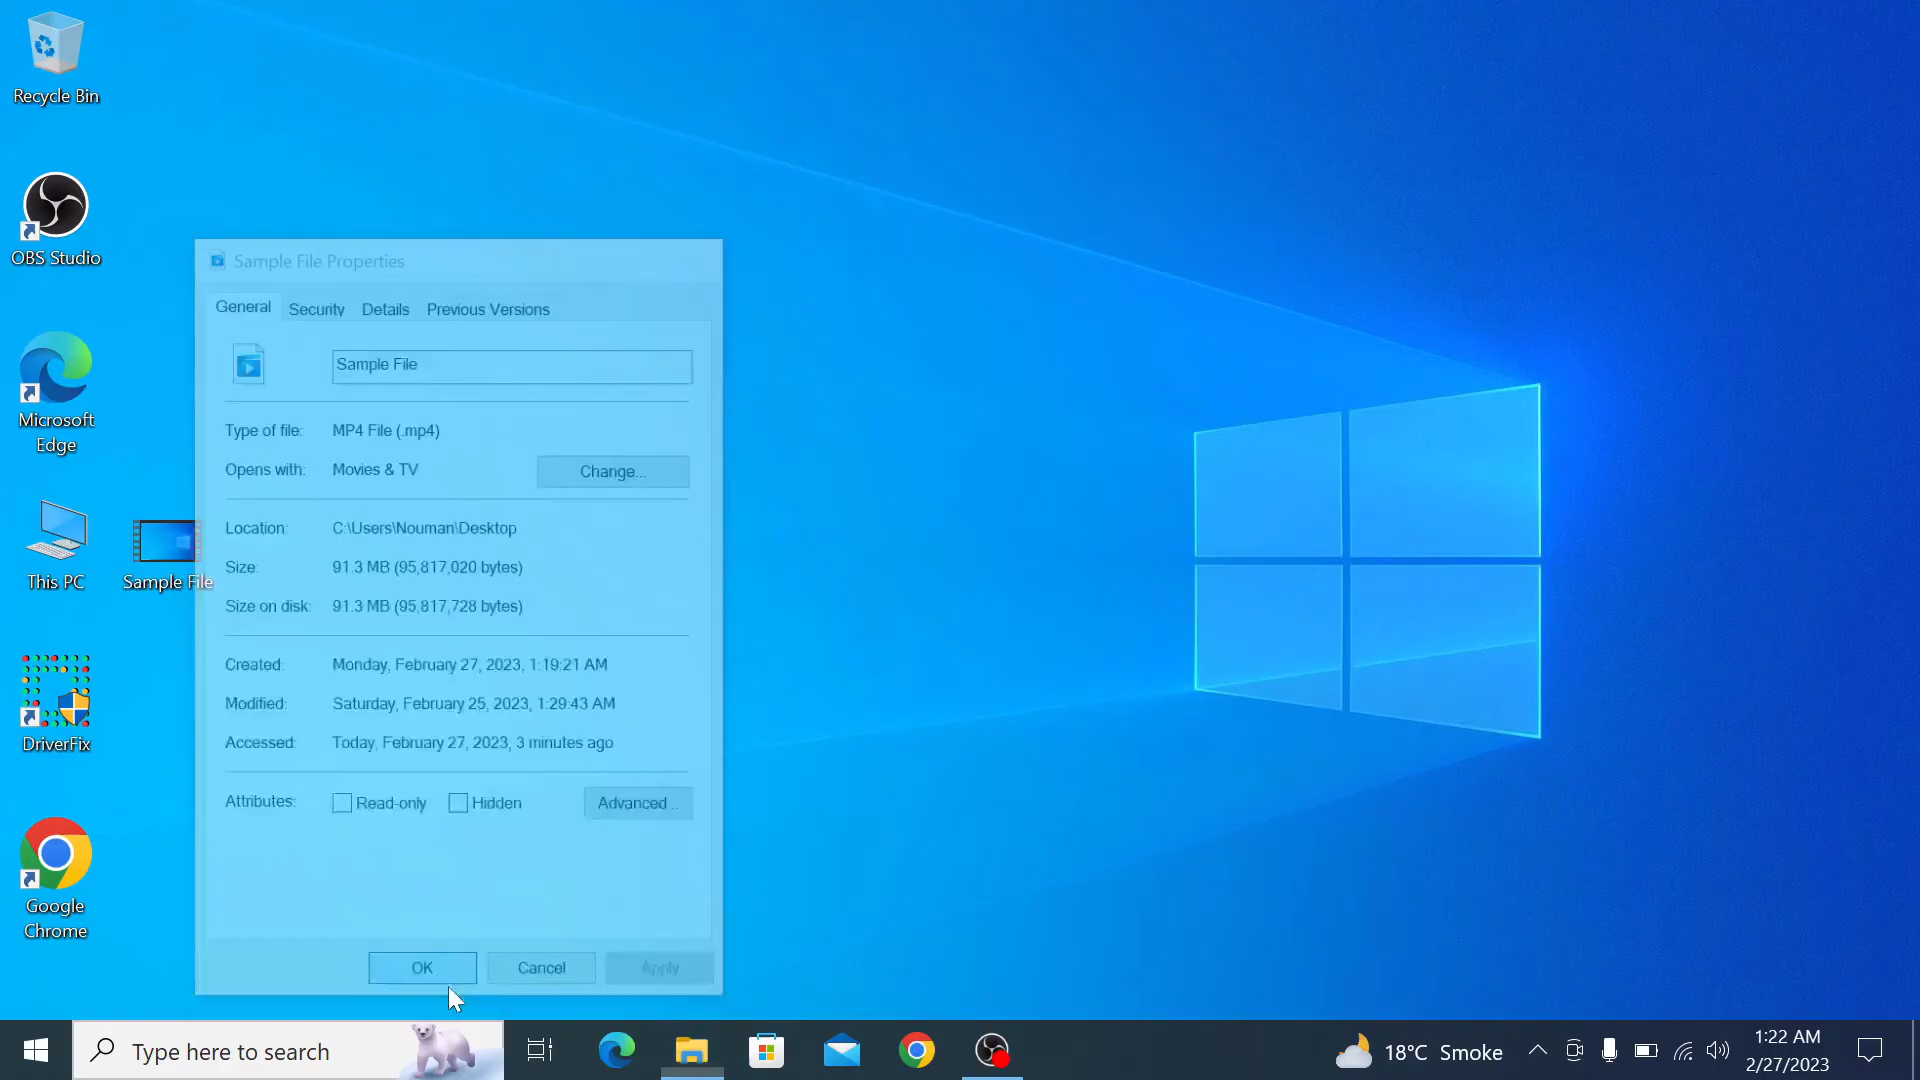 Recycle Bin
OBS Studio
Microsoft
Edge
This PC
Sample File
DriverFix
Google
Chrome
Sample File Properties
General Security Details Previous Versions
Sample File
Type of file: MP4 File (.mp4)
Opens with: Movies & TV Change...
Location: C:\Users\Nouman\Desktop
Size: 91.3 MB (95,817,020 bytes)
Size on disk: 91.3 MB (95,817,728 bytes)
Created: Monday, February 27, 2023, 1:19:21 AM
Modified: Saturday, February 25, 2023, 1:29:43 AM
Accessed: Today, February 27, 2023, 3 minutes ago
Attributes: Read-only Hidden Advanced...
OK Cancel Apply
Type here to search
18°C Smoke
1:22 AM
2/27/2023